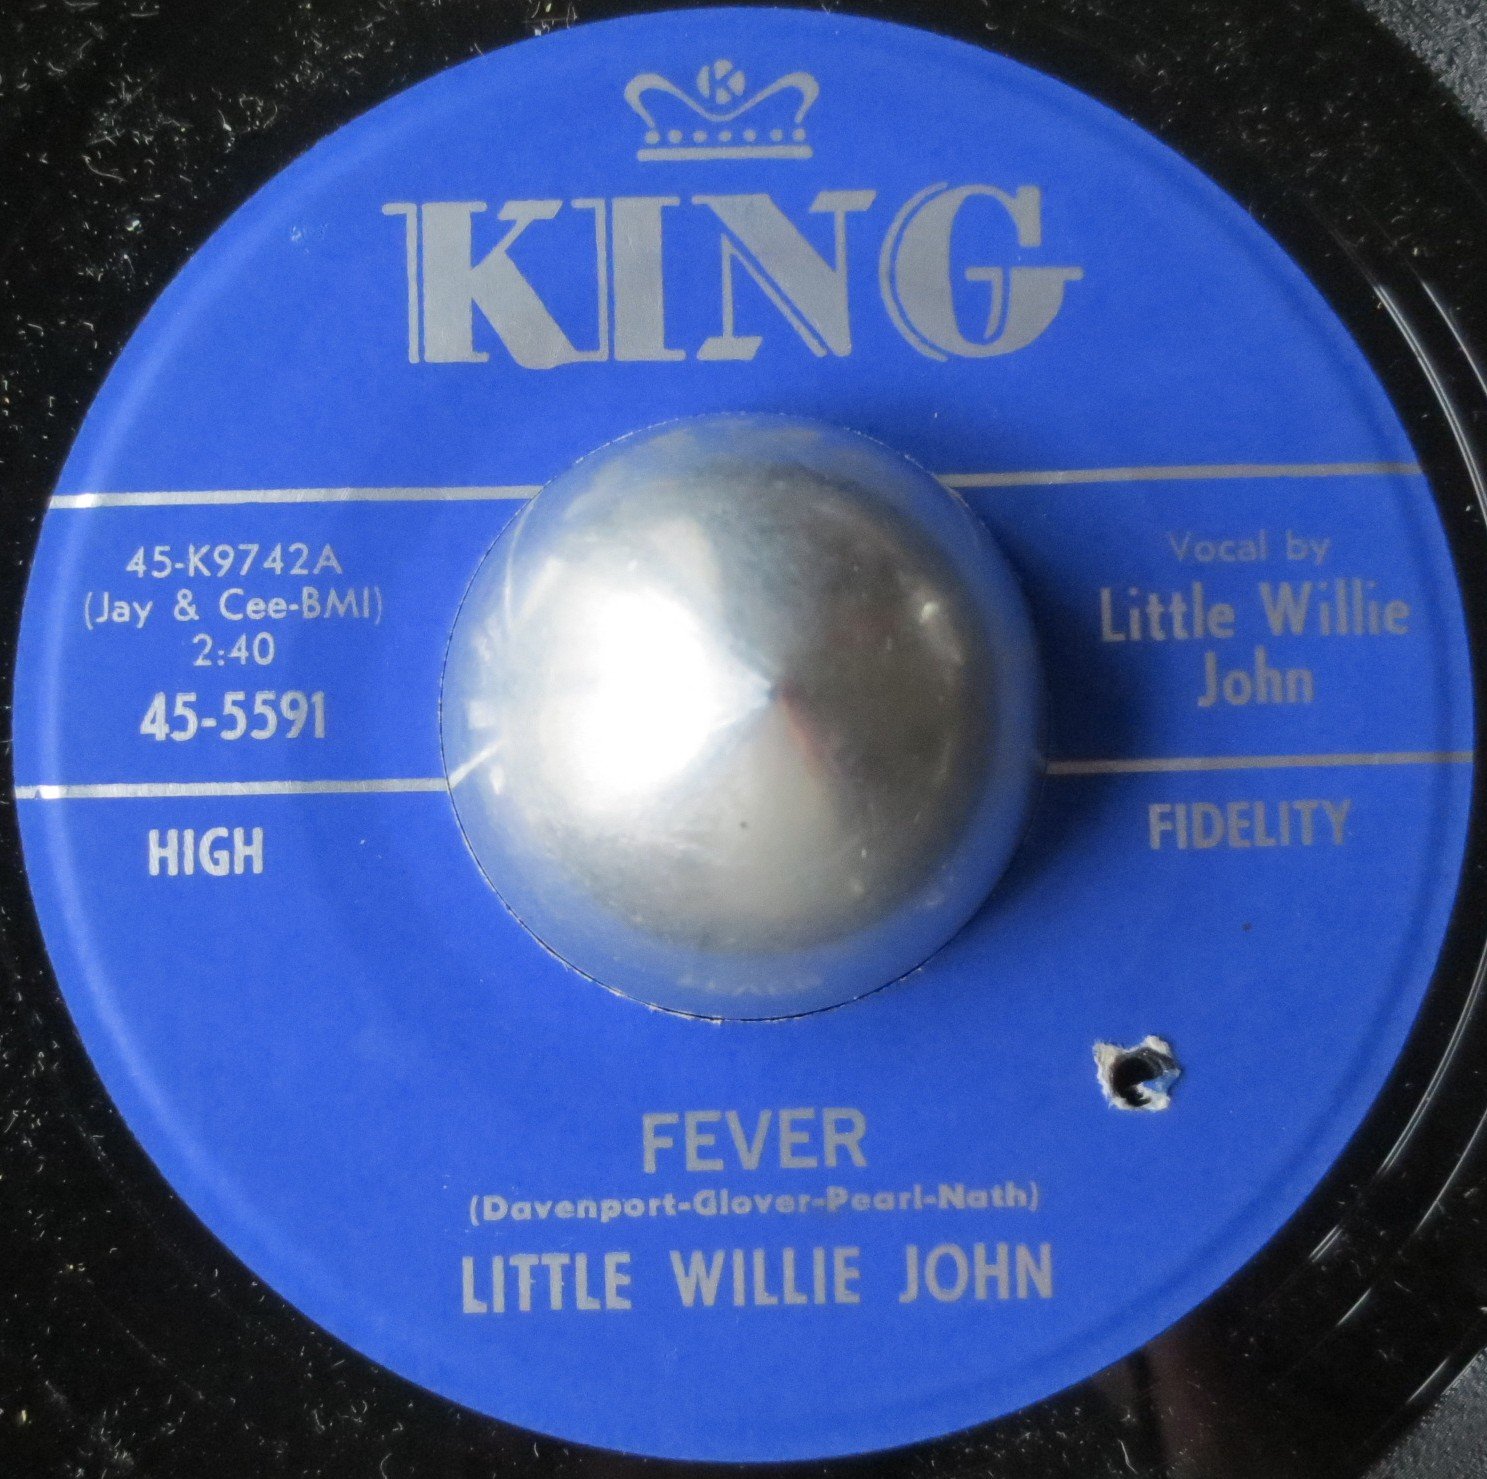 K
KING
45-K9742A
(Jay & Cee-BMI)
2:40
45-5591
Vocal by
Little Willie
John
HIGH
FIDELITY
FEVER
(Davenport-Glover-Pearl-Nath)
LITTLE WILLIE JOHN